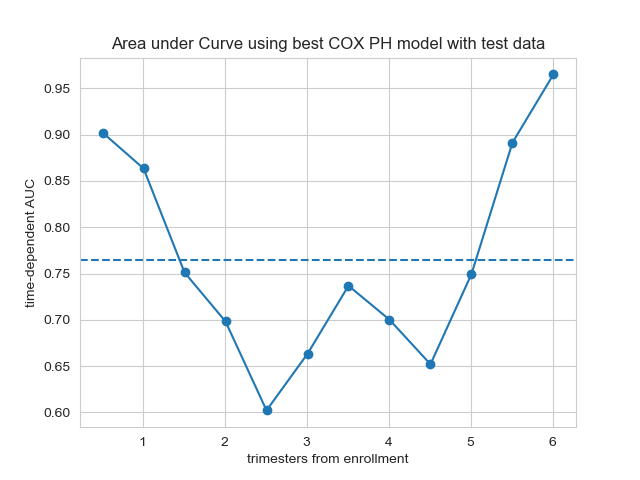 Area under Curve using best COX PH model with test data
time-dependent AUC
0.95
0.90
0.85
0.80
0.75
0.70
0.65
0.60
1 2 3 4 5 6
trimesters from enrollment